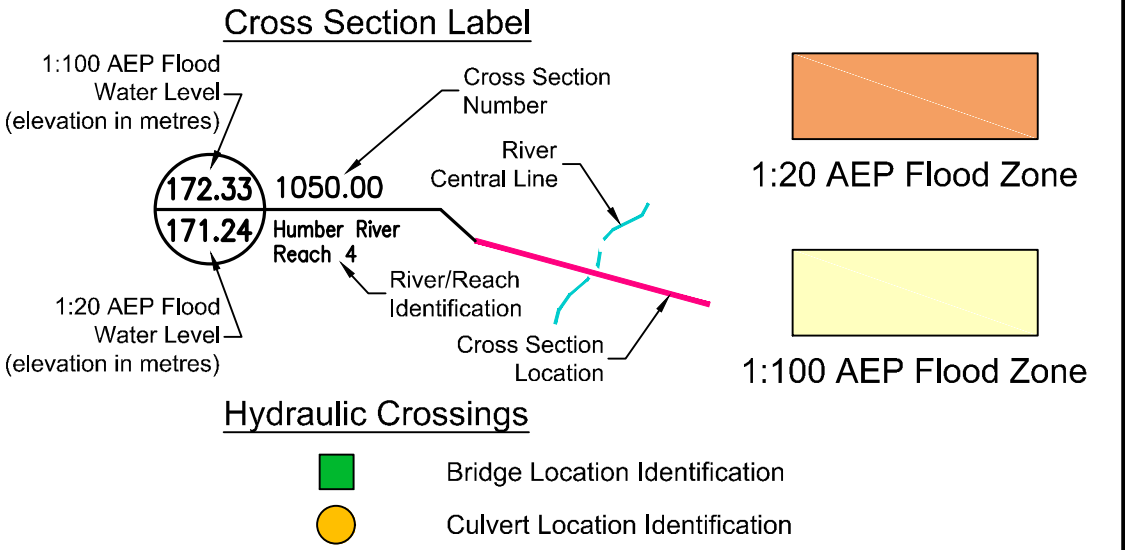 Cross Section Label
1:100 AEP Flood
Water Level
(elevation in metres)
Cross Section
Number
River
Central Line
172.33
1050.00
171.24
Humber River
Reach 4
River/Reach
Identification
1:20 AEP Flood
Water Level
(elevation in metres)
Cross Section
Location
1:20 AEP Flood Zone
1:100 AEP Flood Zone
Hydraulic Crossings
Bridge Location Identification
Culvert Location Identification